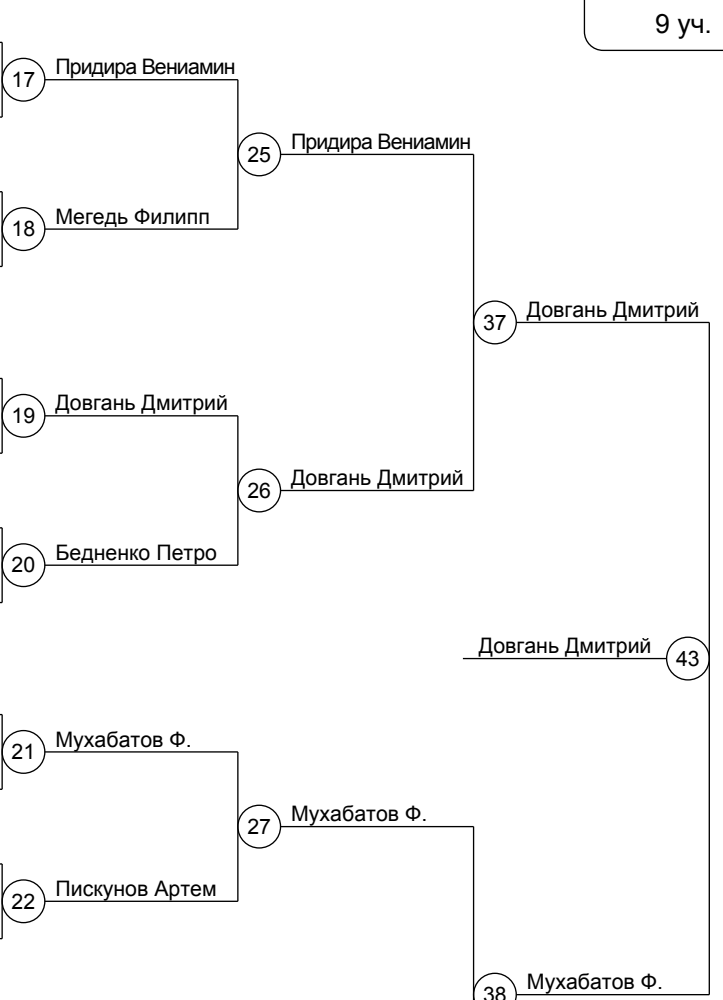 9 уч.
17 Придира Вениамин
25 Придира Вениамин
18 Мегедь Филипп
37 Довгань Дмитрий
19 Довгань Дмитрий
26 Довгань Дмитрий
20 Бедненко Петро
Довгань Дмитрий 43
21 Мухабатов Ф.
27 Мухабатов Ф.
22 Пискунов Артем
38 Мухабатов Ф.